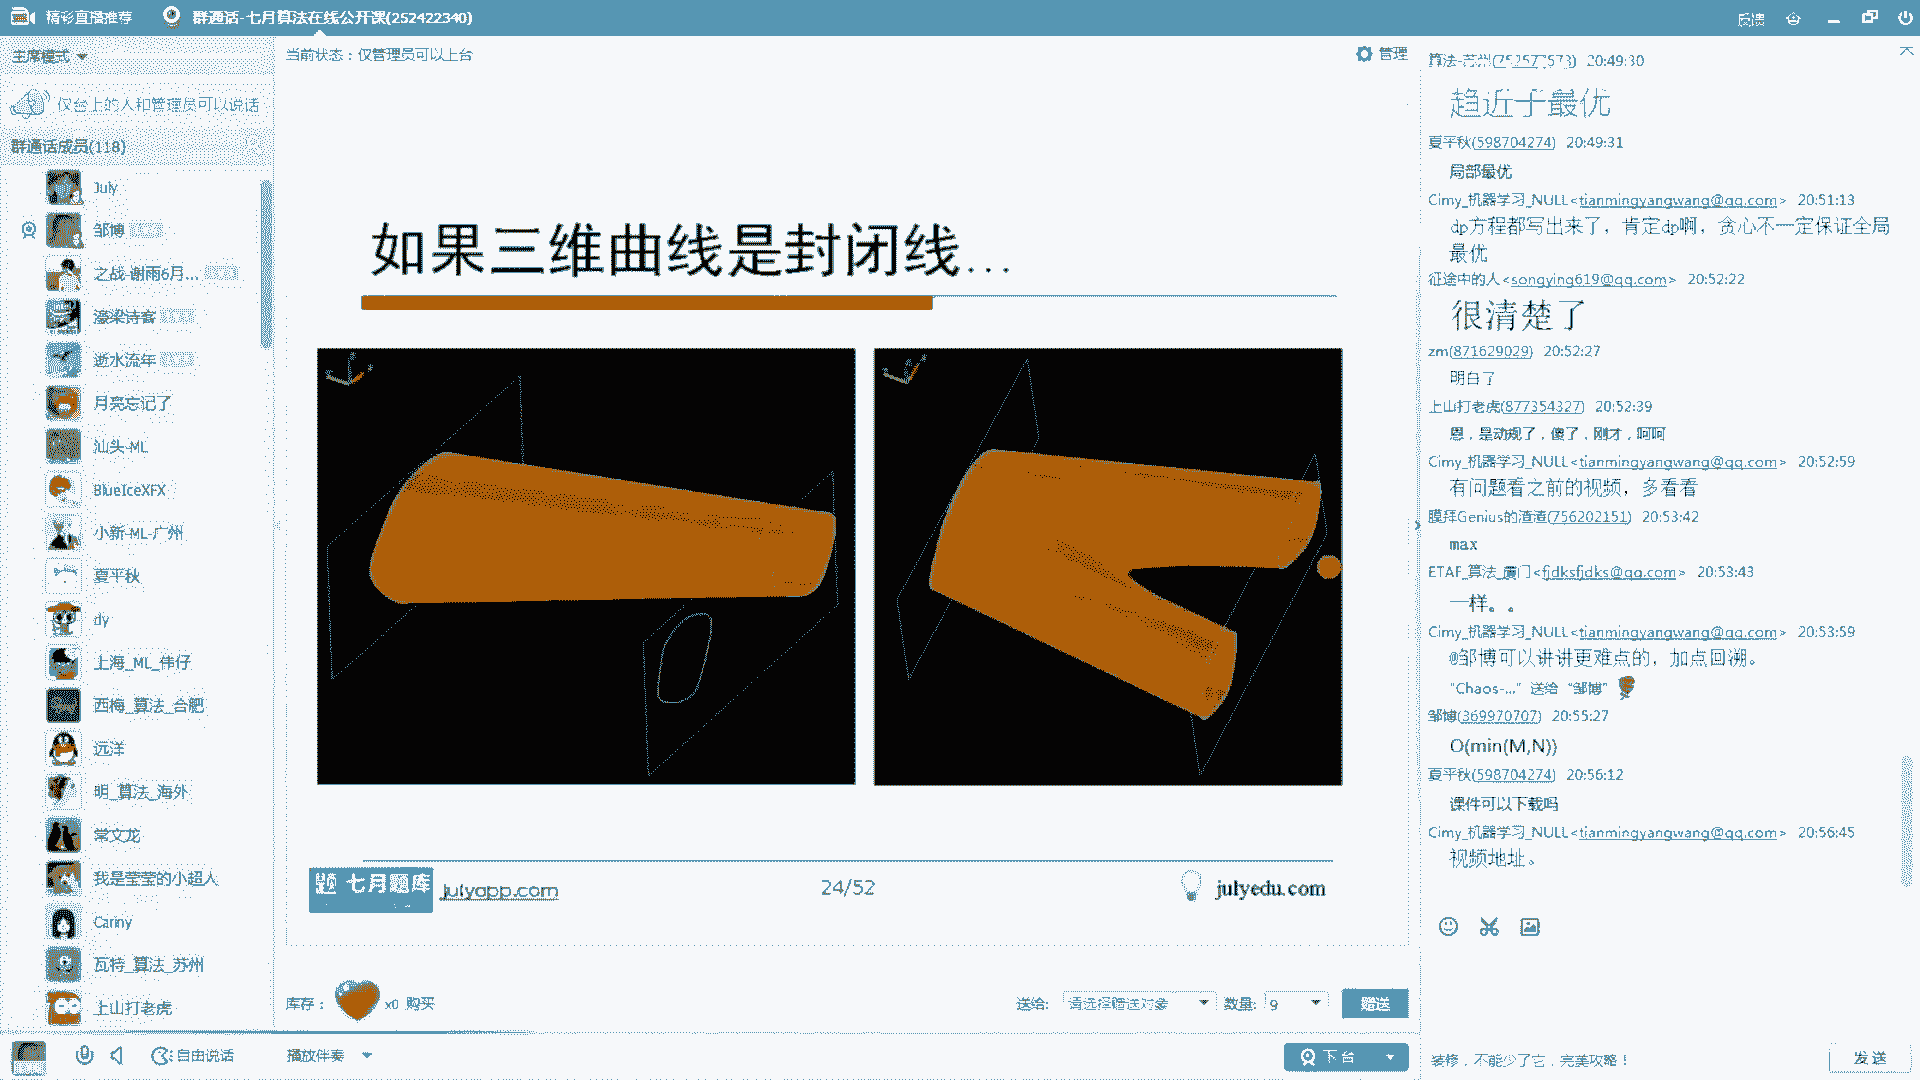 精彩直播推荐
群通话-七月算法在线公开课(252422340)
反馈
主席模式
仅台上的人和管理员可以说话
群通话成员(118)
July
邹博
之战-谢雨6月...
濠梁诗客
逝水流年
月亮忘记了
汕头-ML
BlueIceXFX
小新-ML-广州
夏平秋
dy
上海_ML_伟仔
西梅_算法_合肥
远洋
明_算法_海外
常文龙
我是莹莹的小超人
Cariny
瓦特_算法_苏州
上山打老虎
自由说话
播放伴奏
当前状态：仅管理员可以上台
管理
如果三维曲线是封闭线...
题 七月题库
julyapp.com
24/52
julyedu.com
库存：
x0 购买
送给:
请选择赠送对象
数量:
9
赠送
下台
算法-苏州(752577573) 20:49:30
趋近于最优
夏平秋(598704274) 20:49:31
局部最优
Cimy_机器学习_NULL<tianmingyangwang@qq.com> 20:51:13
dp方程都写出来了，肯定dp啊，贪心不一定保证全局
最优
征途中的人<songying619@qq.com> 20:52:22
很清楚了
zm(871629029) 20:52:27
明白了
上山打老虎(877354327) 20:52:39
恩，是动规了，傻了，刚才，呵呵
Cimy_机器学习_NULL<tianmingyangwang@qq.com> 20:52:59
有问题看之前的视频，多看看
膜拜Genius的渣渣(756202151) 20:53:42
max
ETAF_算法_厦门<fjdksfjdks@qq.com> 20:53:43
一样。。
Cimy_机器学习_NULL<tianmingyangwang@qq.com> 20:53:59
@邹博可以讲讲更难点的，加点回溯。
"Chaos-..." 送给 "邹博"
邹博(369970707) 20:55:27
O(min(M,N))
夏平秋(598704274) 20:56:12
课件可以下载吗
Cimy_机器学习_NULL<tianmingyangwang@qq.com> 20:56:45
视频地址。
装修，不能少了它，完美攻略！
发送